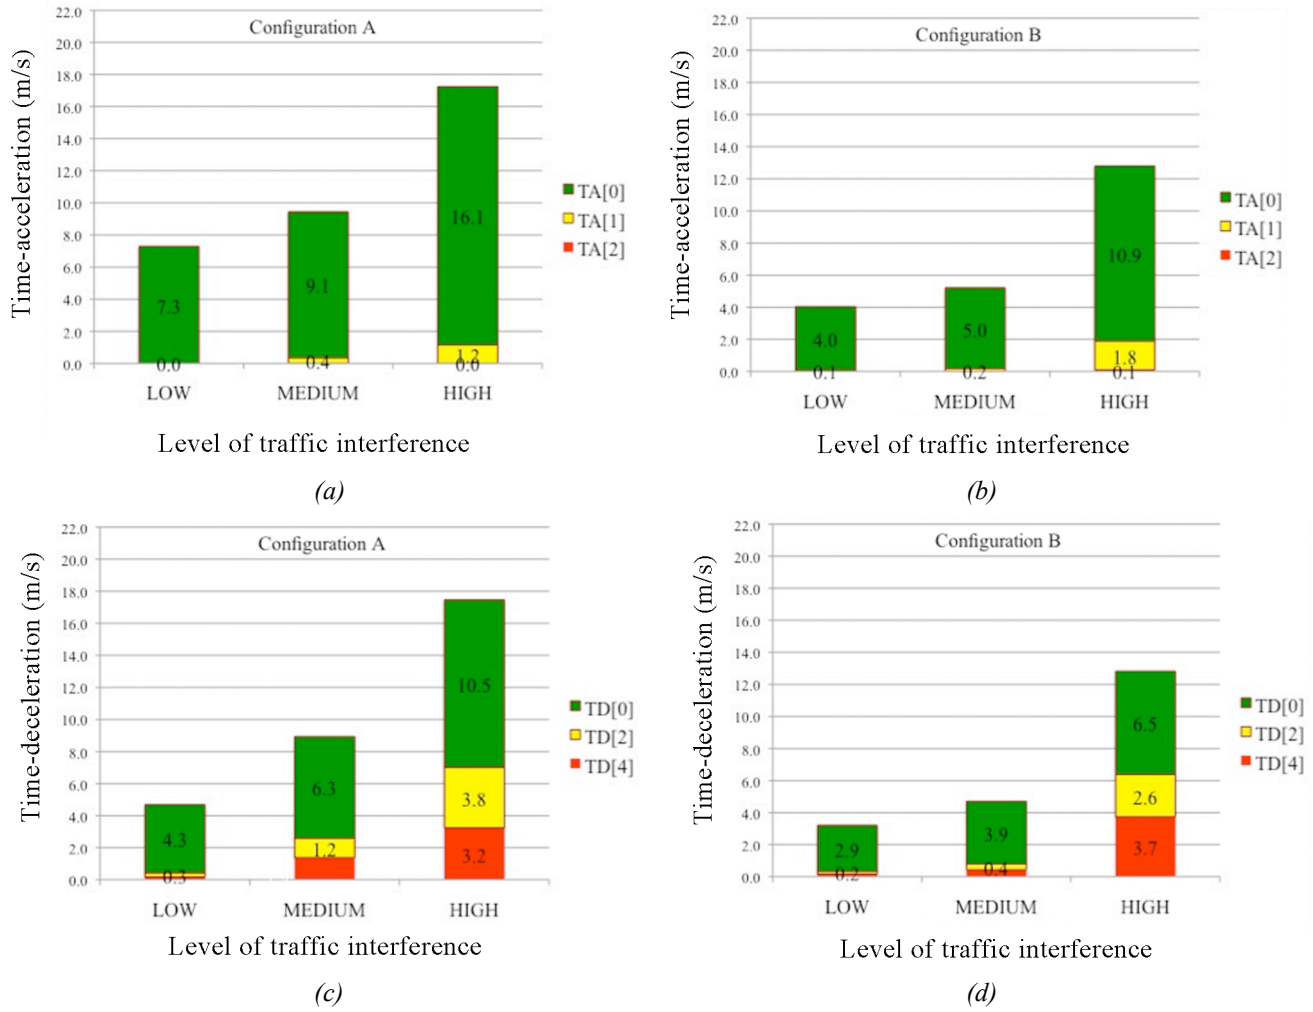 Configuration A
Time-acceleration (m/s)
22.0
20.0
18.0
16.0
14.0
12.0
10.0
8.0
6.0
4.0
2.0
0.0
7.3
0.0
9.1
0.4
16.1
1.2
0.0
TA[0]
TA[1]
TA[2]
LOW MEDIUM HIGH
Level of traffic interference
(a)
Configuration B
Time-acceleration (m/s)
22.0
20.0
18.0
16.0
14.0
12.0
10.0
8.0
6.0
4.0
2.0
0.0
4.0
0.1
5.0
0.2
10.9
1.8
0.1
TA[0]
TA[1]
TA[2]
LOW MEDIUM HIGH
Level of traffic interference
(b)
Configuration A
Time-deceleration (m/s)
22.0
20.0
18.0
16.0
14.0
12.0
10.0
8.0
6.0
4.0
2.0
0.0
4.3
0.3
6.3
1.2
10.5
3.8
3.2
TD[0]
TD[2]
TD[4]
LOW MEDIUM HIGH
Level of traffic interference
(c)
Configuration B
Time-deceleration (m/s)
22.0
20.0
18.0
16.0
14.0
12.0
10.0
8.0
6.0
4.0
2.0
0.0
2.9
0.2
3.9
0.4
6.5
2.6
3.7
TD[0]
TD[2]
TD[4]
LOW MEDIUM HIGH
Level of traffic interference
(d)